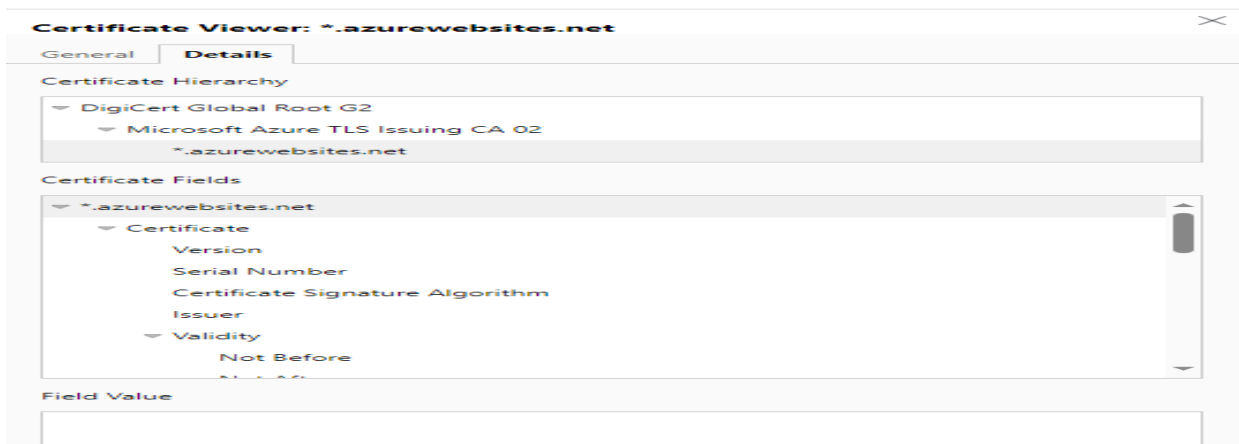 Certificate Viewer: *.azurewebsites.net
General Details
Certificate Hierarchy
DigiCert Global Root G2
Microsoft Azure TLS Issuing CA 02
*.azurewebsites.net
Certificate Fields
*.azurewebsites.net
Certificate
Version
Serial Number
Certificate Signature Algorithm
Issuer
Validity
Not Before
Field Value